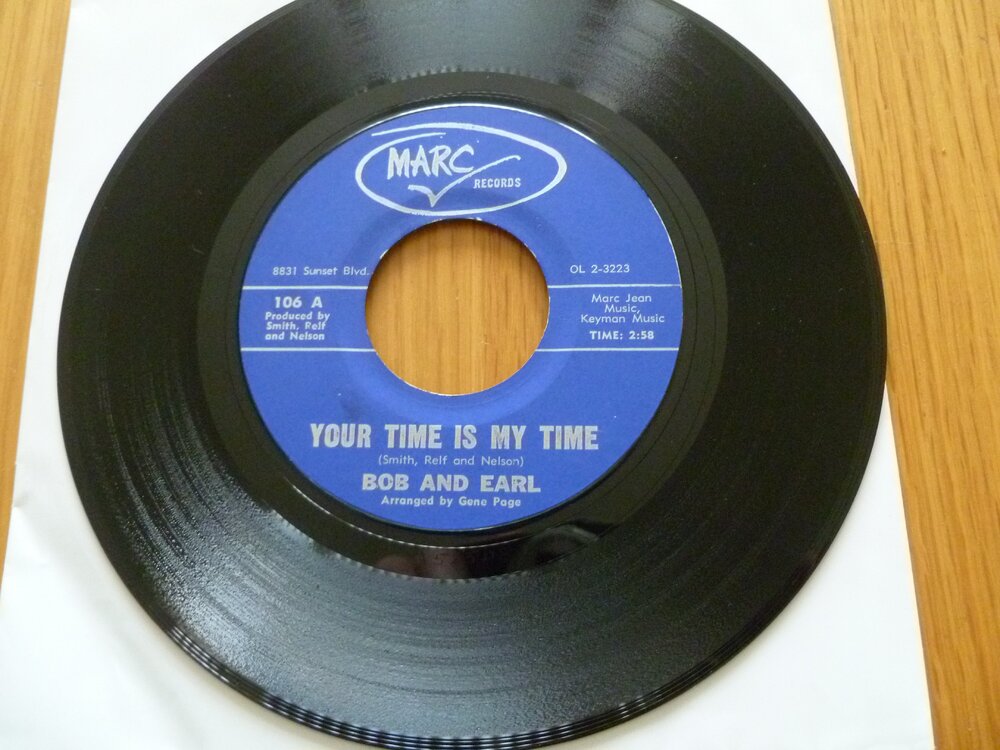 MARC
RECORDS
8831 Sunset Blvd.
OL 2-3223
106 A
Produced by
Smith, Relf
and Nelson
Marc Jean
Music,
Keyman Music
TIME: 2:58
YOUR TIME IS MY TIME
(Smith, Relf and Nelson)
BOB AND EARL
Arranged by Gene Page